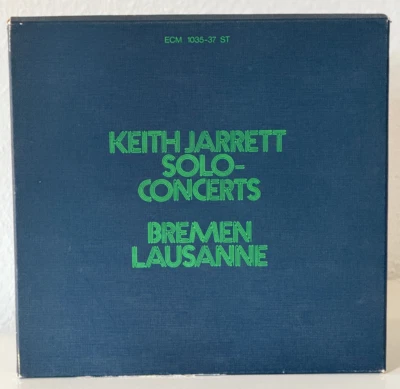 ECM 1035-37 ST
KEITH JARRETT
SOLO-
CONCERTS
BREMEN
LAUSANNE